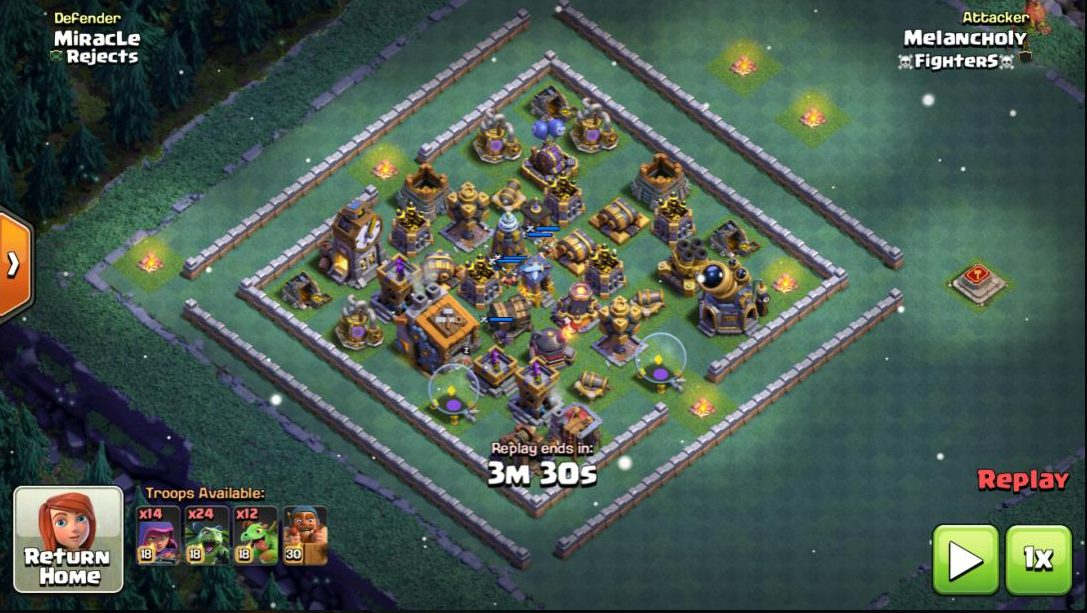 Defender
Miracle
Rejects
Attacker
Melancholy
☠FighterS☠
Replay ends in:
3m 30s
Replay
Troops Available:
x14
x24
x12
18
18
18
30
Return
Home
1x